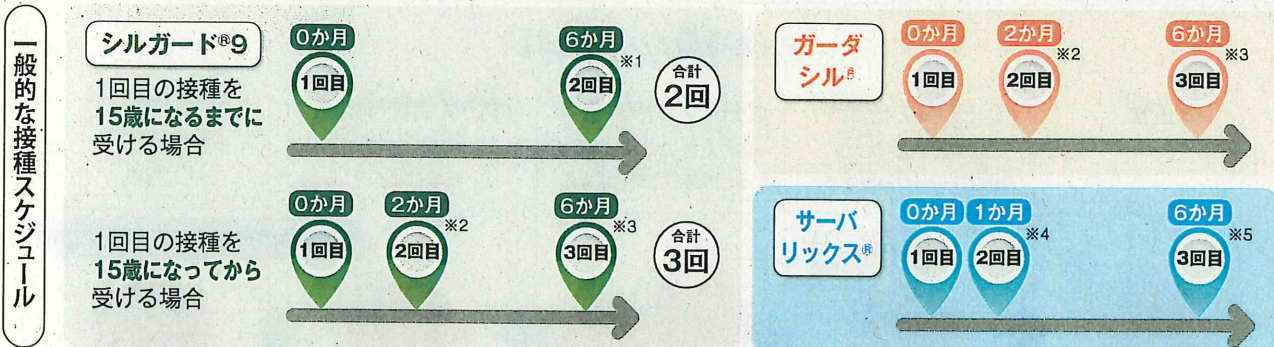 一般的な接種スケジュール
シルガード®9
1回目の接種を
15歳になるまでに
受ける場合
0か月
1回目
6か月
※1
2回目
合計
2回
1回目の接種を
15歳になってから
受ける場合
0か月
1回目
2か月
※2
2回目
6か月
※3
3回目
合計
3回
ガーダ
シル®
0か月
1回目
2か月
※2
2回目
6か月
※3
3回目
サーバ
リックス®
0か月
1回目
1か月
※4
2回目
6か月
※5
3回目